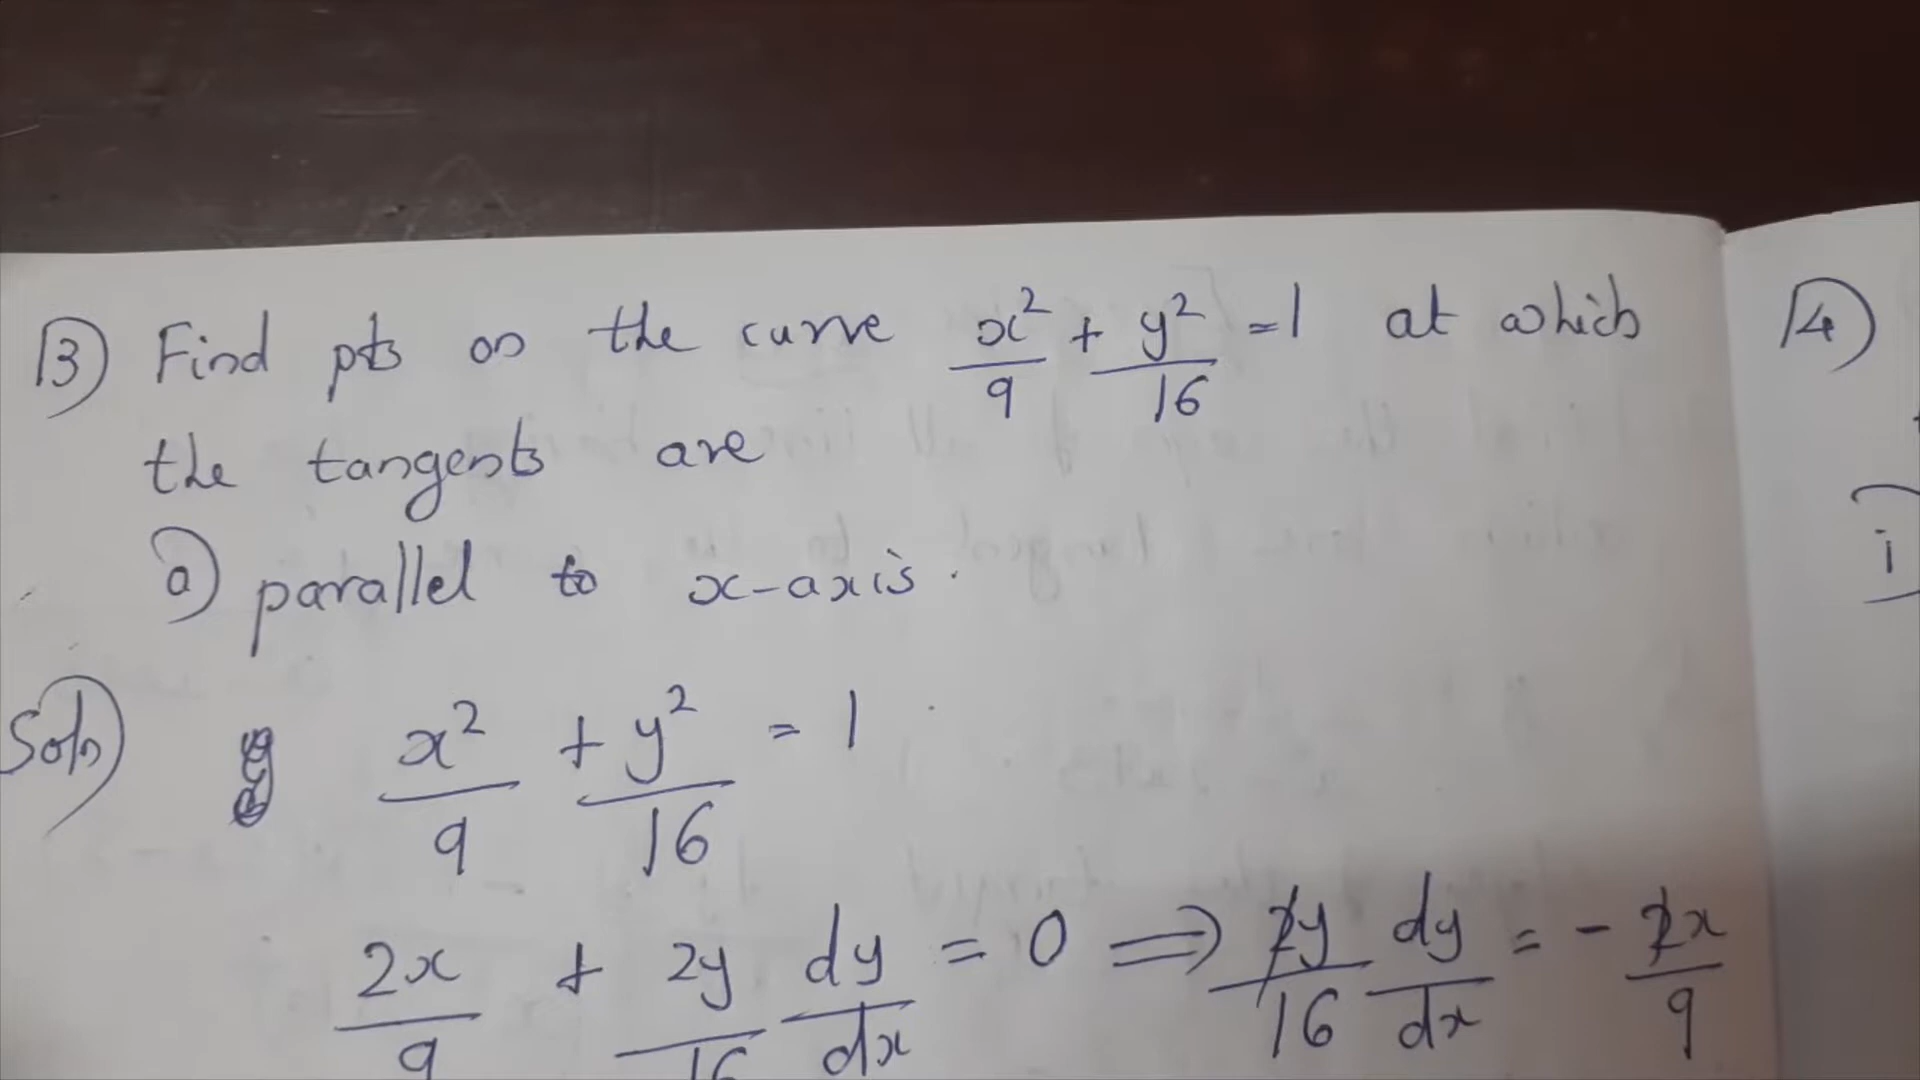 13) Find pts on the curve x²/9 + y²/16 = 1 at which
the tangents are
a) parallel to x-axis.
Soln) x²/9 + y²/16 = 1
2x/9 + 2y/16 dy/dx = 0 ⟹ 2y/16 dy/dx = - 2x/9
14)
i